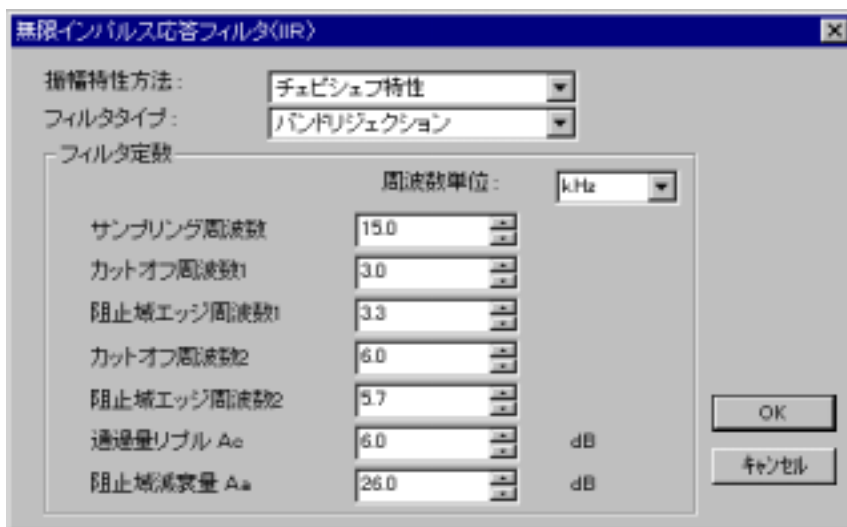 無限インパルス応答フィルタ(IIR)
振幅特性方法:
チェビシェフ特性
フィルタタイプ:
バンドリジェクション
フィルタ定数
周波数単位:
kHz
サンプリング周波数
15.0
カットオフ周波数1
3.0
阻止域エッジ周波数1
3.3
カットオフ周波数2
6.0
阻止域エッジ周波数2
5.7
通過量リプル Ac
6.0
dB
阻止域減衰量 Aa
26.0
dB
OK
キャンセル